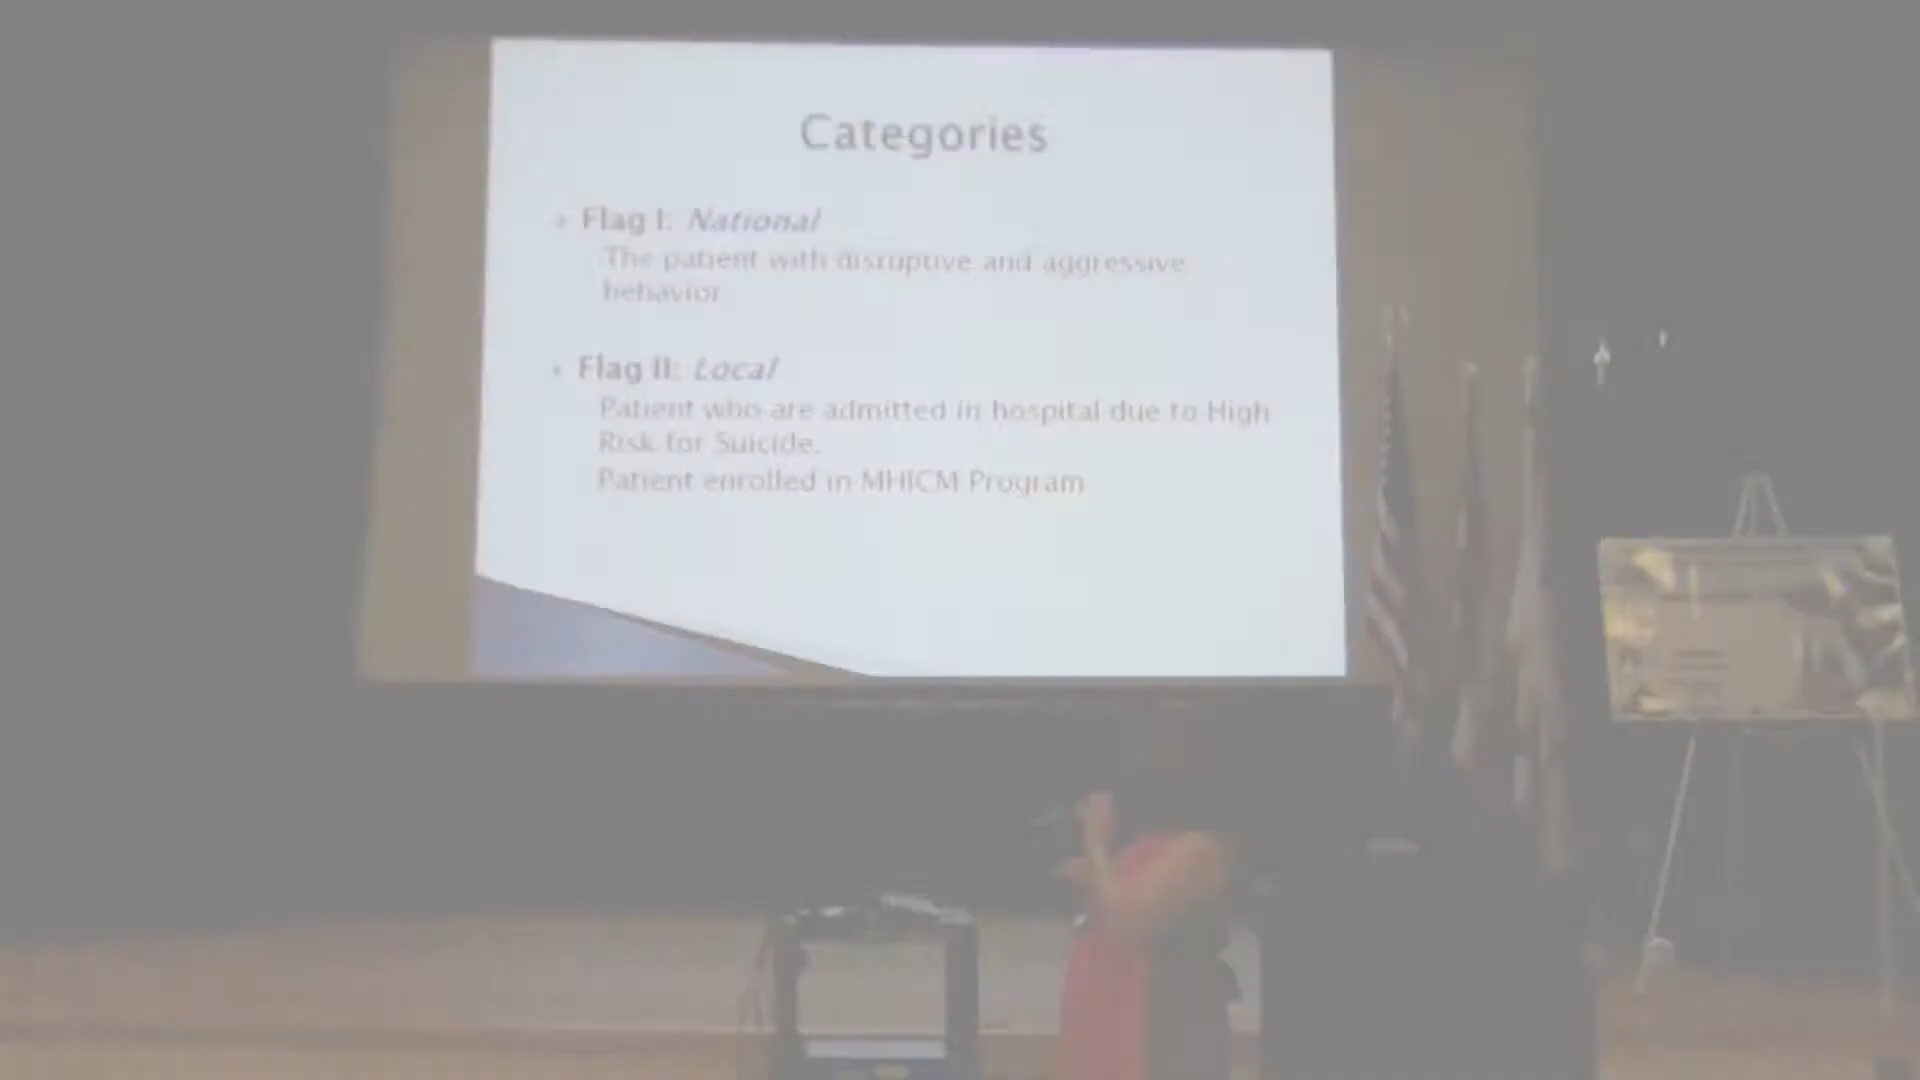 Categories
Flag I: National
The patient with disruptive and aggressive
behavior
Flag II: Local
Patient who are admitted in hospital due to High
Risk for Suicide.
Patient enrolled in MHICM Program